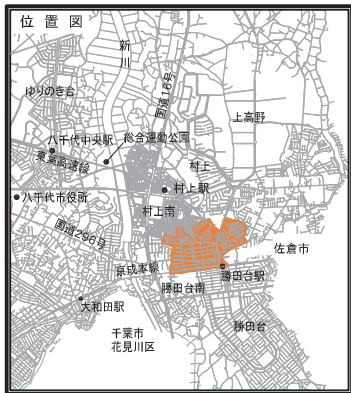 位置図
新川
国道16号
ゆりのき台
上高野
八千代中央駅
総合運動公園
東葉高速線
村上
村上駅
八千代市役所
村上南
国道296号
佐倉市
京成本線
勝田台駅
勝田台南
大和田駅
勝田台
千葉市
花見川区